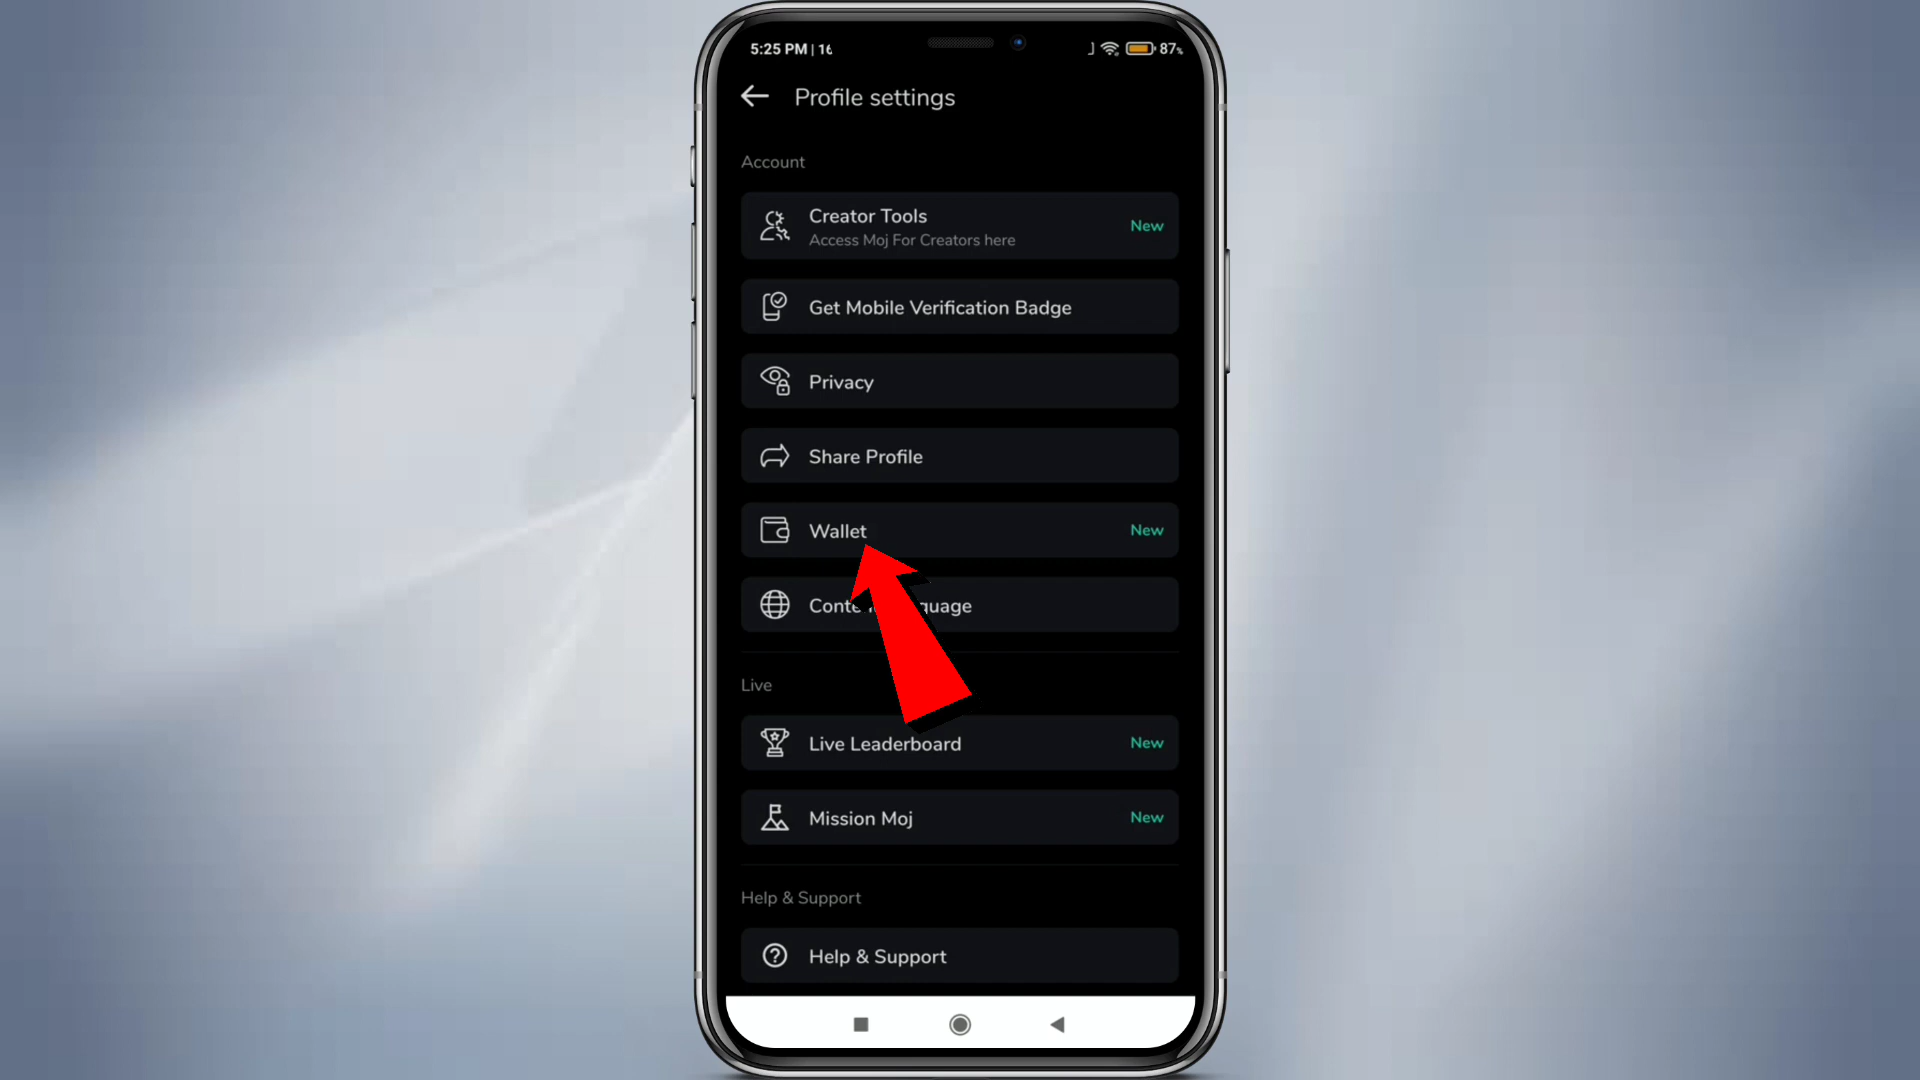 5:25 PM | 16
87%
Profile settings
Account
Creator Tools
Access Moj For Creators here
New
Get Mobile Verification Badge
Privacy
Share Profile
Wallet
New
Conte guage
Live
Live Leaderboard
New
Mission Moj
New
Help & Support
Help & Support